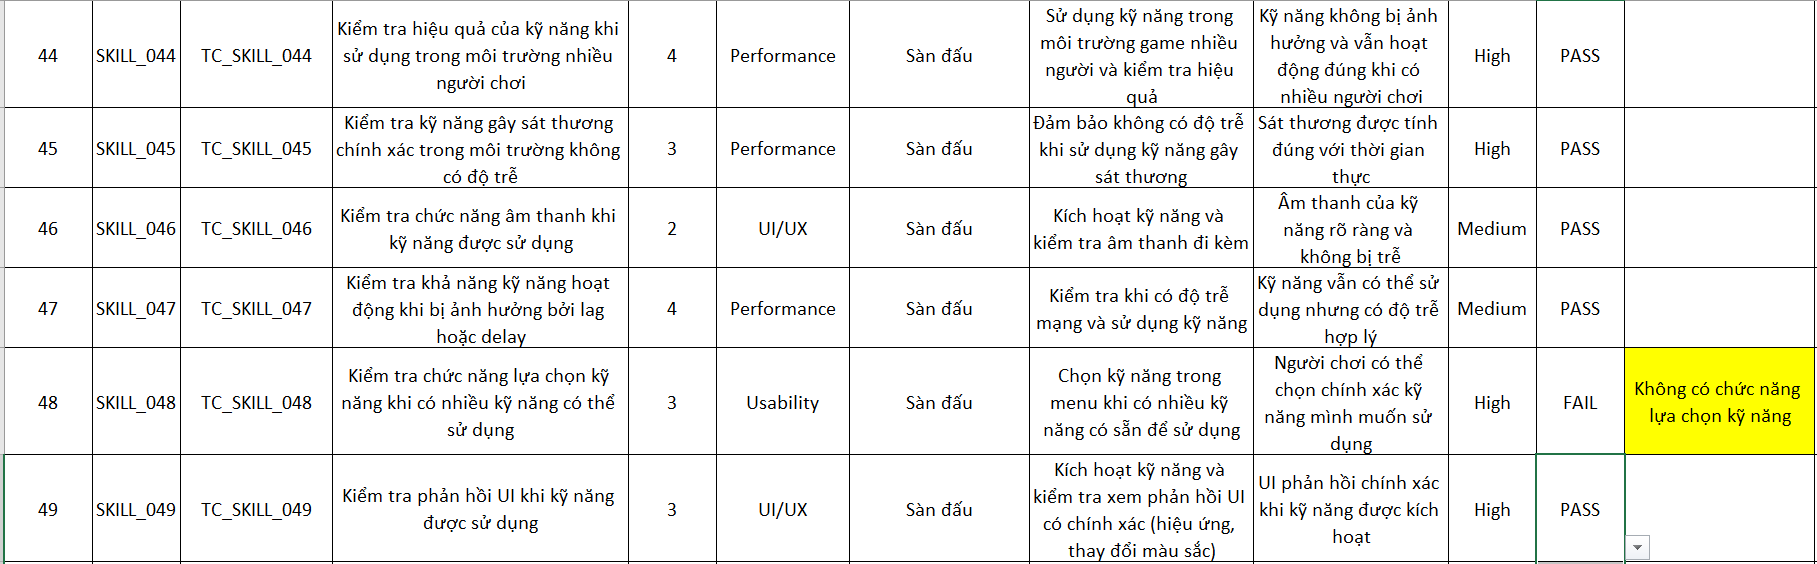 44
SKILL_044
TC_SKILL_044
Kiểm tra hiệu quả của kỹ năng khi
sử dụng trong môi trường nhiều
người chơi
4
Performance
Sàn đấu
Sử dụng kỹ năng trong
môi trường game nhiều
người và kiểm tra hiệu
quả
Kỹ năng không bị ảnh
hưởng và vẫn hoạt
động đúng khi có
nhiều người chơi
High
PASS
45
SKILL_045
TC_SKILL_045
Kiểm tra kỹ năng gây sát thương
chính xác trong môi trường không
có độ trễ
3
Performance
Sàn đấu
Đảm bảo không có độ trễ
khi sử dụng kỹ năng gây
sát thương
Sát thương được tính
đúng với thời gian
thực
High
PASS
46
SKILL_046
TC_SKILL_046
Kiểm tra chức năng âm thanh khi
kỹ năng được sử dụng
2
UI/UX
Sàn đấu
Kích hoạt kỹ năng và
kiểm tra âm thanh đi kèm
Âm thanh của kỹ
năng rõ ràng và
không bị trễ
Medium
PASS
47
SKILL_047
TC_SKILL_047
Kiểm tra khả năng kỹ năng hoạt
động khi bị ảnh hưởng bởi lag
hoặc delay
4
Performance
Sàn đấu
Kiểm tra khi có độ trễ
mạng và sử dụng kỹ năng
Kỹ năng vẫn có thể sử
dụng nhưng có độ trễ
hợp lý
Medium
PASS
48
SKILL_048
TC_SKILL_048
Kiểm tra chức năng lựa chọn kỹ
năng khi có nhiều kỹ năng có thể
sử dụng
3
Usability
Sàn đấu
Chọn kỹ năng trong
menu khi có nhiều kỹ
năng có sẵn để sử dụng
Người chơi có thể
chọn chính xác kỹ
năng mình muốn sử
dụng
High
FAIL
Không có chức năng
lựa chọn kỹ năng
49
SKILL_049
TC_SKILL_049
Kiểm tra phản hồi UI khi kỹ năng
được sử dụng
3
UI/UX
Sàn đấu
Kích hoạt kỹ năng và
kiểm tra xem phản hồi UI
có chính xác (hiệu ứng,
thay đổi màu sắc)
UI phản hồi chính xác
khi kỹ năng được kích
hoạt
High
PASS